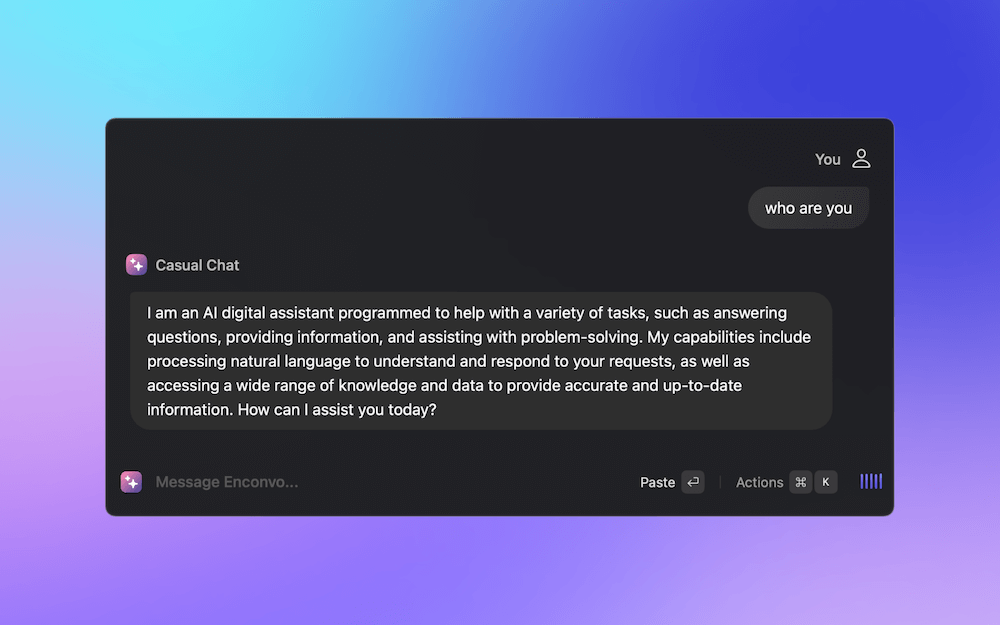 You
who are you
Casual Chat
I am an AI digital assistant programmed to help with a variety of tasks, such as answering
questions, providing information, and assisting with problem-solving. My capabilities include
processing natural language to understand and respond to your requests, as well as
accessing a wide range of knowledge and data to provide accurate and up-to-date
information. How can I assist you today?
Message Enconvo... Paste ⏎ | Actions ⌘ K